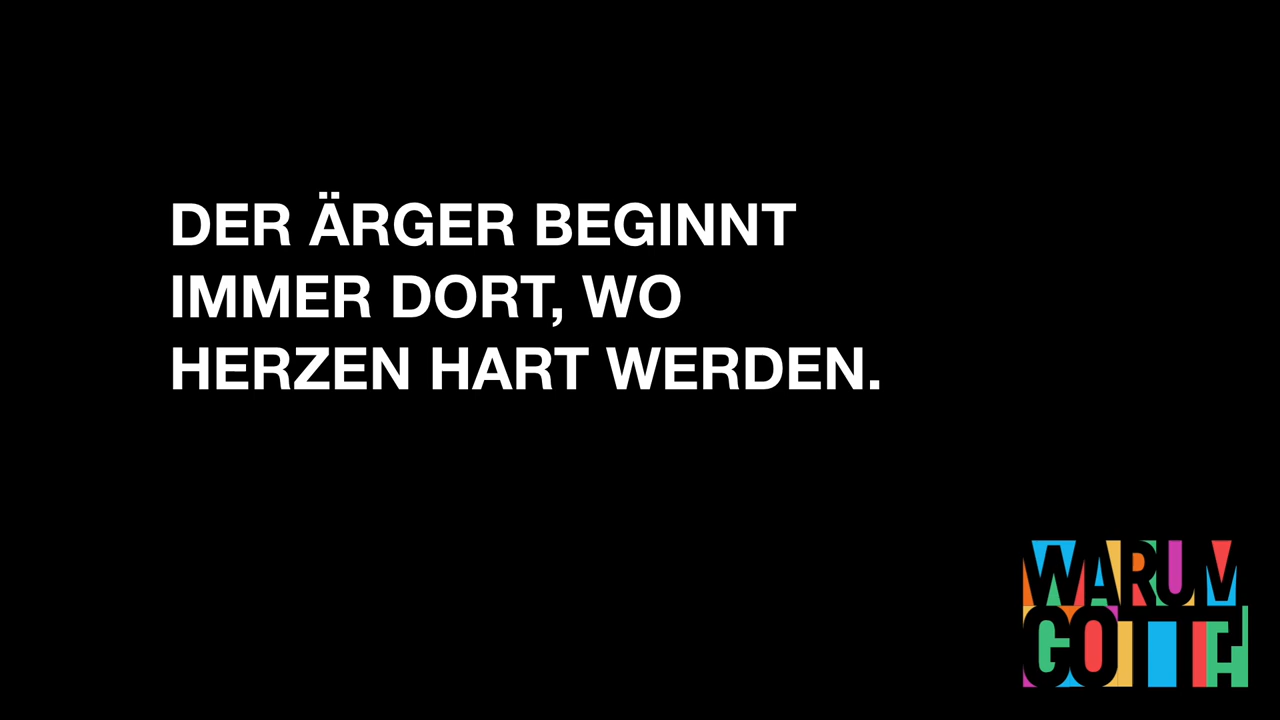 DER ÄRGER BEGINNT
IMMER DORT, WO
HERZEN HART WERDEN.
WARUM
GOTT?